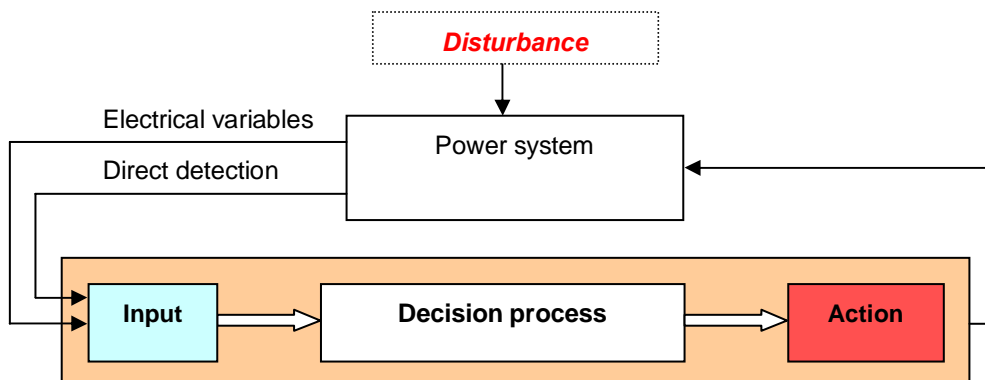 Disturbance
Electrical variables
Power system
Direct detection
Input
Decision process
Action